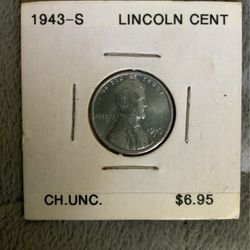 1943-S LINCOLN CENT
LIBERTY 1943
CH.UNC. $6.95